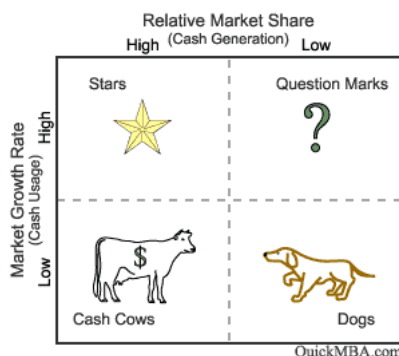 Relative Market Share
(Cash Generation)
High
Low
Market Growth Rate
(Cash Usage)
High
Low
Stars
Question Marks
$
Cash Cows
Dogs
QuickMBA.com